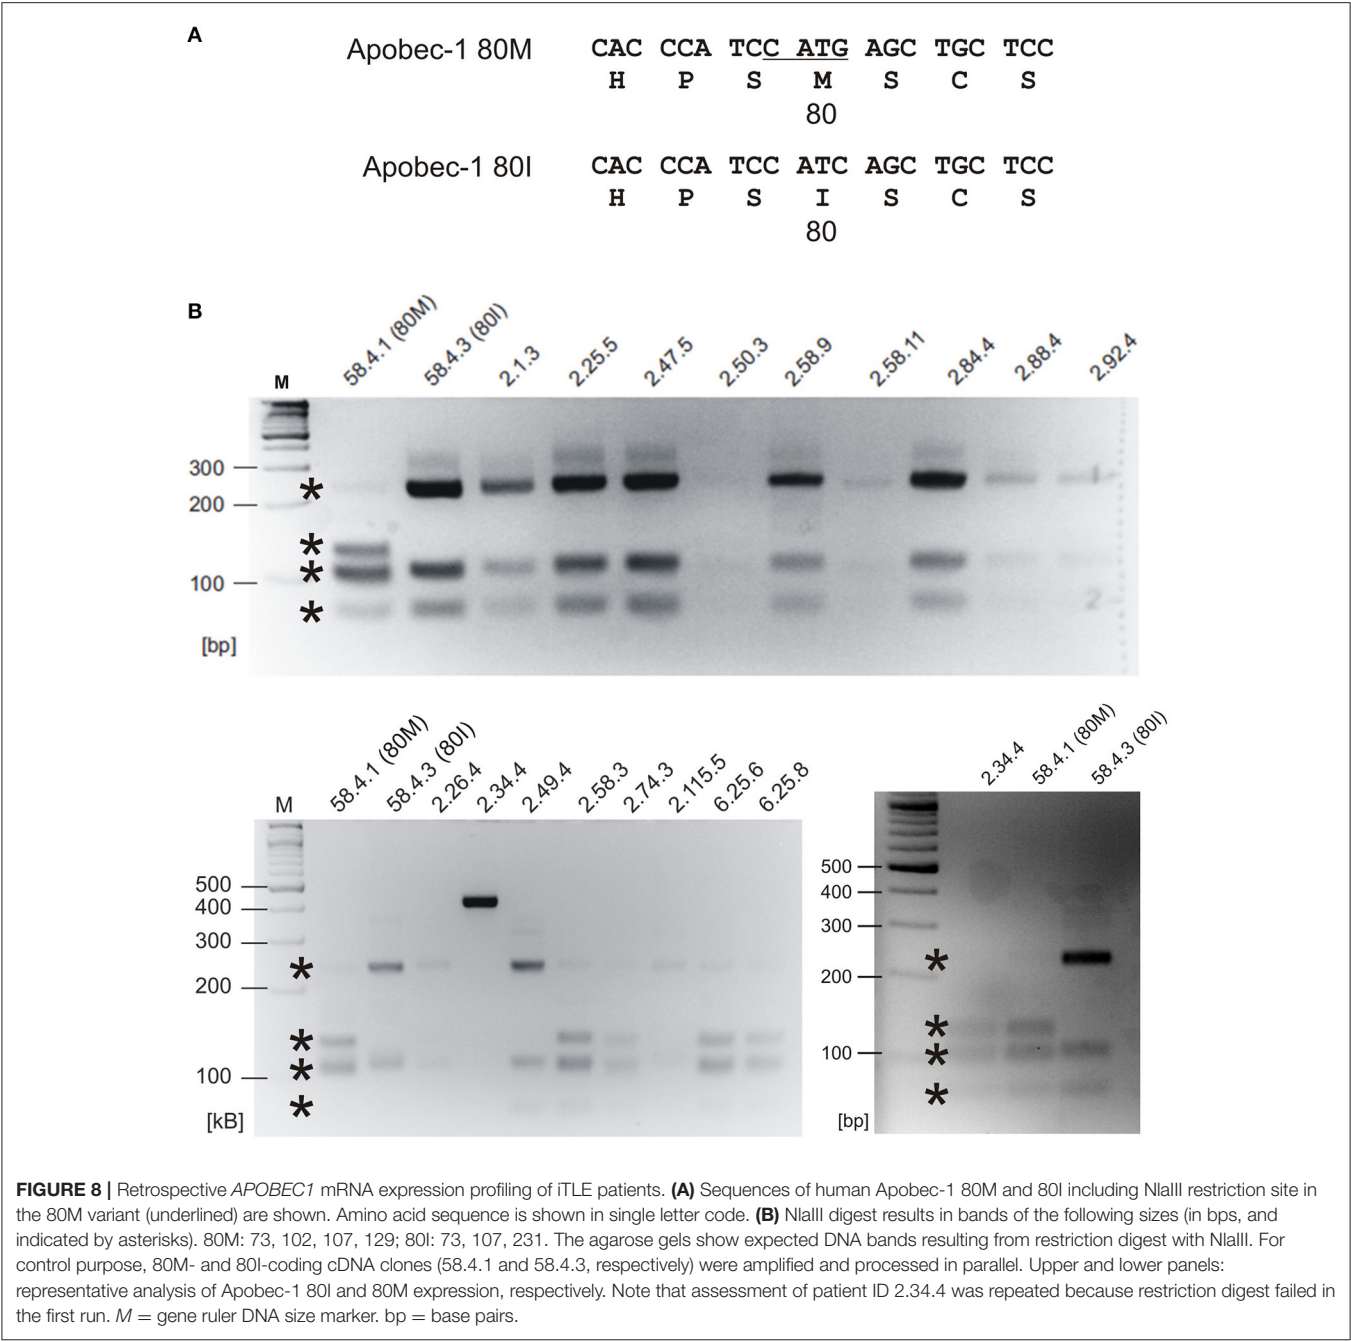 A
Apobec-1 80M CAC CCA TCC ATG AGC TGC TCC
H P S M S C S
80
Apobec-1 80I CAC CCA TCC ATC AGC TGC TCC
H P S I S C S
80
B
M 58.4.1 (80M) 58.4.3 (80I) 2.1.3 2.25.5 2.47.5 2.50.3 2.58.9 2.58.11 2.84.4 2.88.4 2.92.4
300
*
200
*
*
100
*
[bp]
1
2
M 58.4.1 (80M) 58.4.3 (80I) 2.26.4 2.34.4 2.49.4 2.58.3 2.74.3 2.115.5 6.25.6 6.25.8
500
400
300
*
200
*
*
100
*
[kB]
2.34.4 58.4.1 (80M) 58.4.3 (80I)
500
400
300
*
200
*
100 *
*
[bp]
FIGURE 8 | Retrospective APOBEC1 mRNA expression profiling of iTLE patients. (A) Sequences of human Apobec-1 80M and 80I including NlaIII restriction site in
the 80M variant (underlined) are shown. Amino acid sequence is shown in single letter code. (B) NlaIII digest results in bands of the following sizes (in bps, and
indicated by asterisks). 80M: 73, 102, 107, 129; 80I: 73, 107, 231. The agarose gels show expected DNA bands resulting from restriction digest with NlaIII. For
control purpose, 80M- and 80I-coding cDNA clones (58.4.1 and 58.4.3, respectively) were amplified and processed in parallel. Upper and lower panels:
representative analysis of Apobec-1 80I and 80M expression, respectively. Note that assessment of patient ID 2.34.4 was repeated because restriction digest failed in
the first run. M = gene ruler DNA size marker. bp = base pairs.